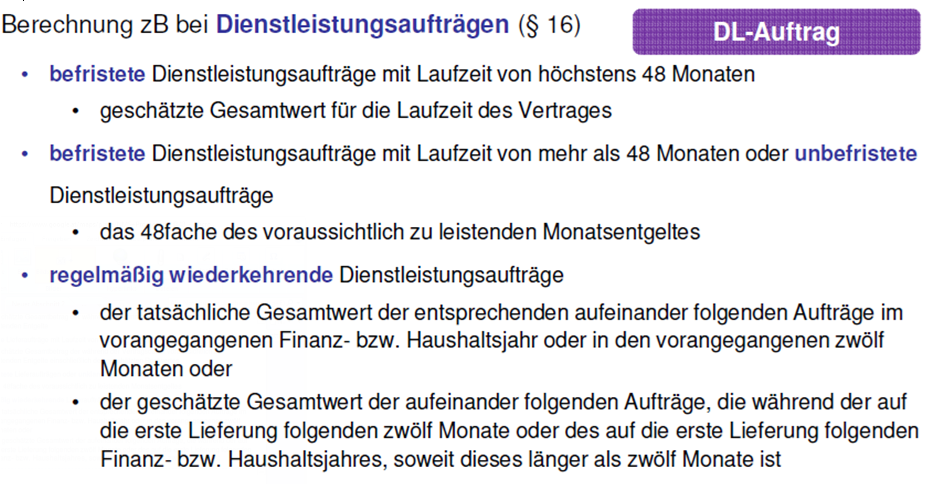 Berechnung zB bei Dienstleistungsaufträgen (§ 16)
DL-Auftrag
• befristete Dienstleistungsaufträge mit Laufzeit von höchstens 48 Monaten
• geschätzte Gesamtwert für die Laufzeit des Vertrages
• befristete Dienstleistungsaufträge mit Laufzeit von mehr als 48 Monaten oder unbefristete
Dienstleistungsaufträge
• das 48fache des voraussichtlich zu leistenden Monatsentgeltes
• regelmäßig wiederkehrende Dienstleistungsaufträge
• der tatsächliche Gesamtwert der entsprechenden aufeinander folgenden Aufträge im
vorangegangenen Finanz- bzw. Haushaltsjahr oder in den vorangegangenen zwölf
Monaten oder
• der geschätzte Gesamtwert der aufeinander folgenden Aufträge, die während der auf
die erste Lieferung folgenden zwölf Monate oder des auf die erste Lieferung folgenden
Finanz- bzw. Haushaltsjahres, soweit dieses länger als zwölf Monate ist